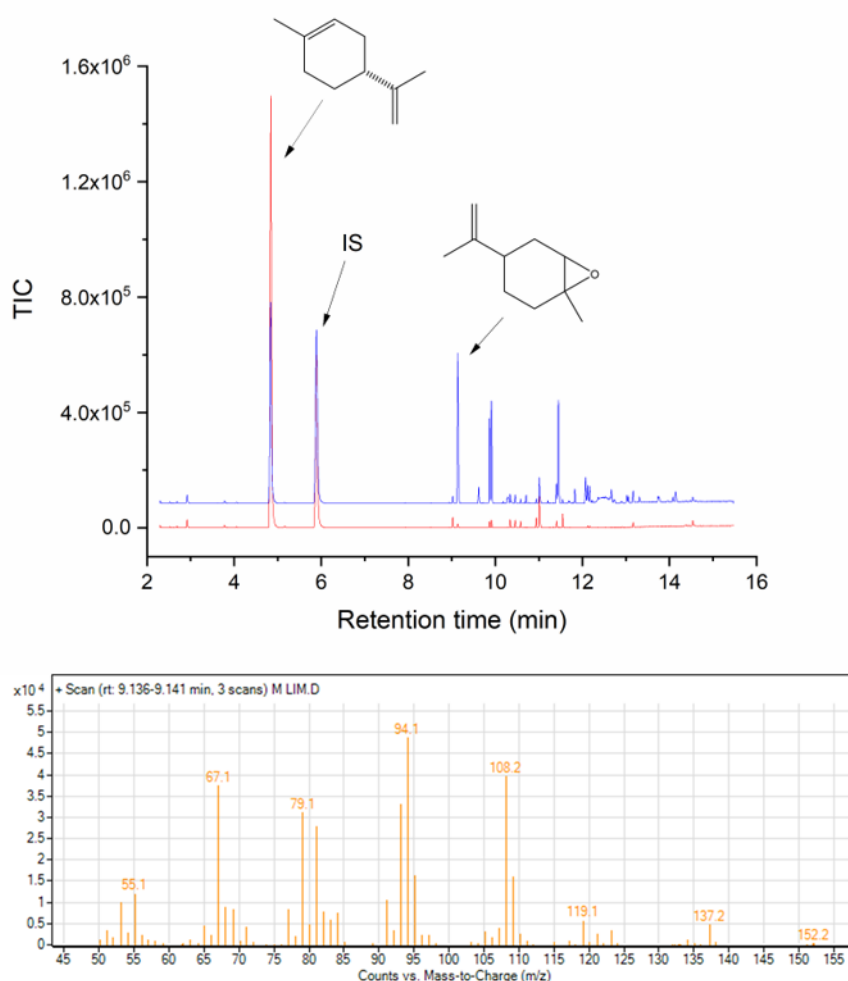 1.6x10⁶
1.2x10⁶
8.0x10⁵
4.0x10⁵
0.0
TIC
IS
O
2 4 6 8 10 12 14 16
Retention time (min)
x10 4
+ Scan (rt: 9.136-9.141 min, 3 scans) M LIM.D
5.5
5
4.5
4
3.5
3
2.5
2
1.5
1
0.5
0
94.1
108.2
67.1
79.1
55.1
119.1
137.2
152.2
45 50 55 60 65 70 75 80 85 90 95 100 105 110 115 120 125 130 135 140 145 150 155
Counts vs. Mass-to-Charge (m/z)